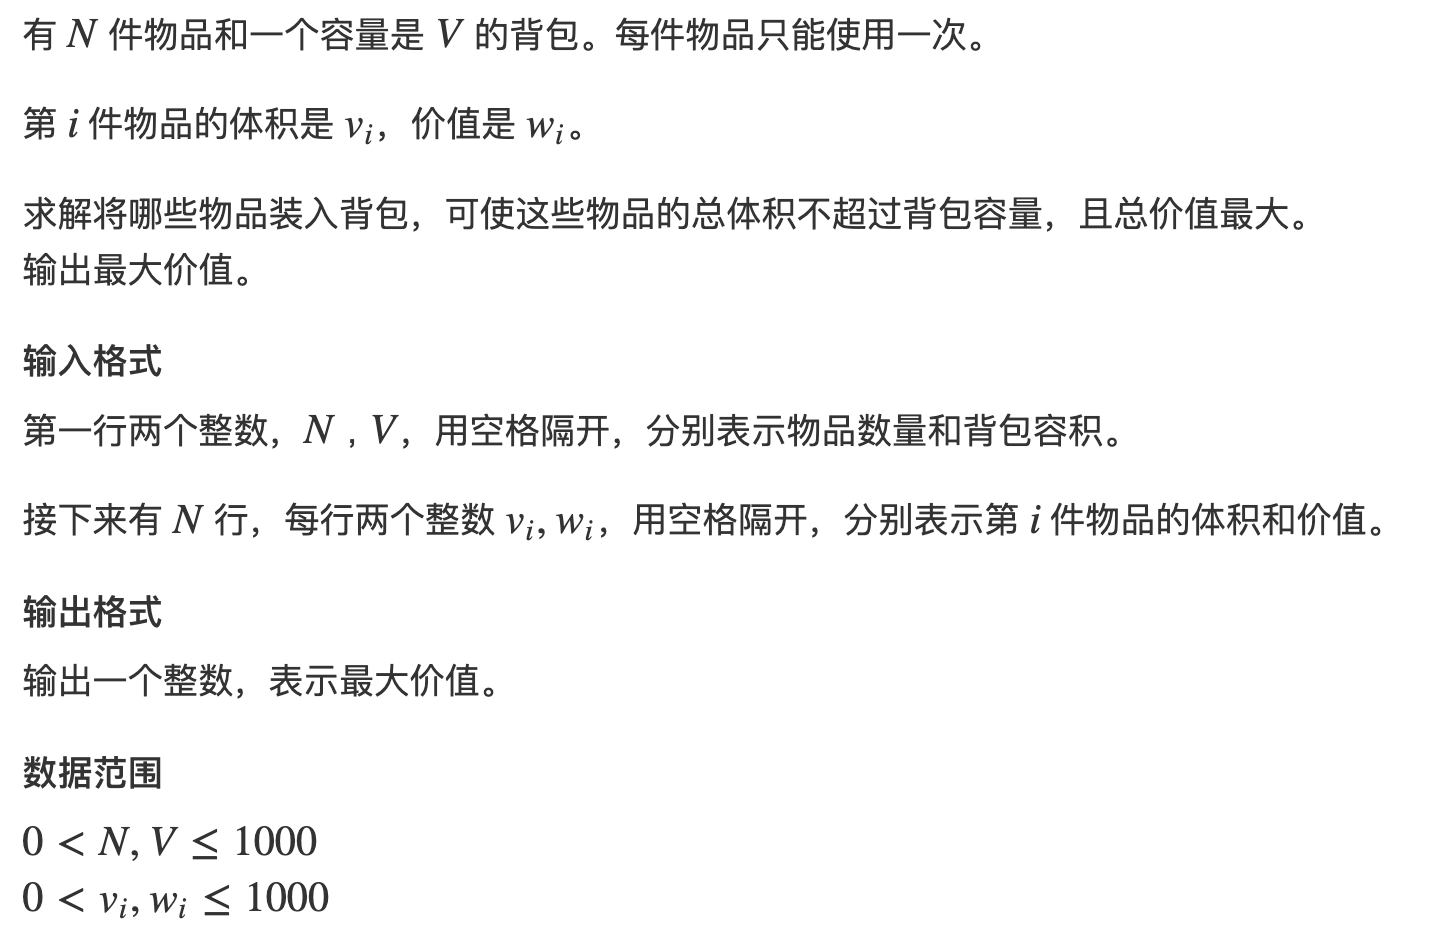 有 N 件物品和一个容量是 V 的背包。每件物品只能使用一次。
第 i 件物品的体积是 vᵢ，价值是 wᵢ。
求解将哪些物品装入背包，可使这些物品的总体积不超过背包容量，且总价值最大。
输出最大价值。
输入格式
第一行两个整数，N，V，用空格隔开，分别表示物品数量和背包容积。
接下来有 N 行，每行两个整数 vᵢ, wᵢ，用空格隔开，分别表示第 i 件物品的体积和价值。
输出格式
输出一个整数，表示最大价值。
数据范围
0 < N, V ≤ 1000
0 < vᵢ, wᵢ ≤ 1000